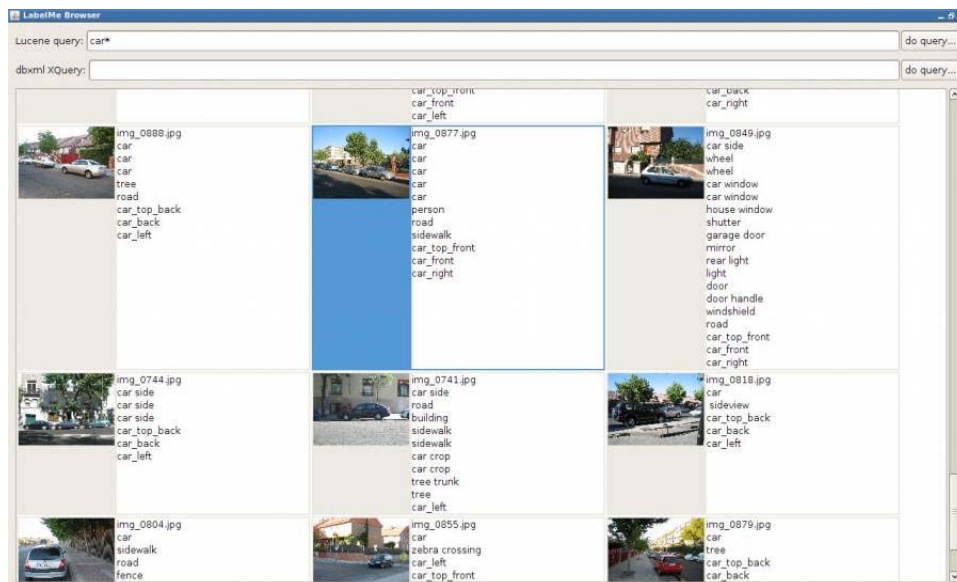 LabelMe Browser
Lucene query: car* do query...
dbxml XQuery: do query...
car_top_front
car_front
car_left
car_back
car_right
img_0888.jpg
car
car
car
tree
road
car_top_back
car_back
car_left
img_0877.jpg
car
car
car
car
car
person
road
sidewalk
car_top_front
car_front
car_right
img_0849.jpg
car side
wheel
wheel
car window
car window
house window
shutter
garage door
mirror
rear light
light
door
door handle
windshield
road
car_top_front
car_front
car_right
img_0744.jpg
car side
car side
car side
car_top_back
car_back
car_left
img_0741.jpg
car side
road
building
sidewalk
sidewalk
car crop
car crop
tree trunk
tree
car_left
img_0818.jpg
car
sideview
car_top_back
car_back
car_left
img_0804.jpg
car
sidewalk
road
fence
img_0855.jpg
car
zebra crossing
car_left
car_top_front
img_0879.jpg
car
tree
car_top_back
car_back